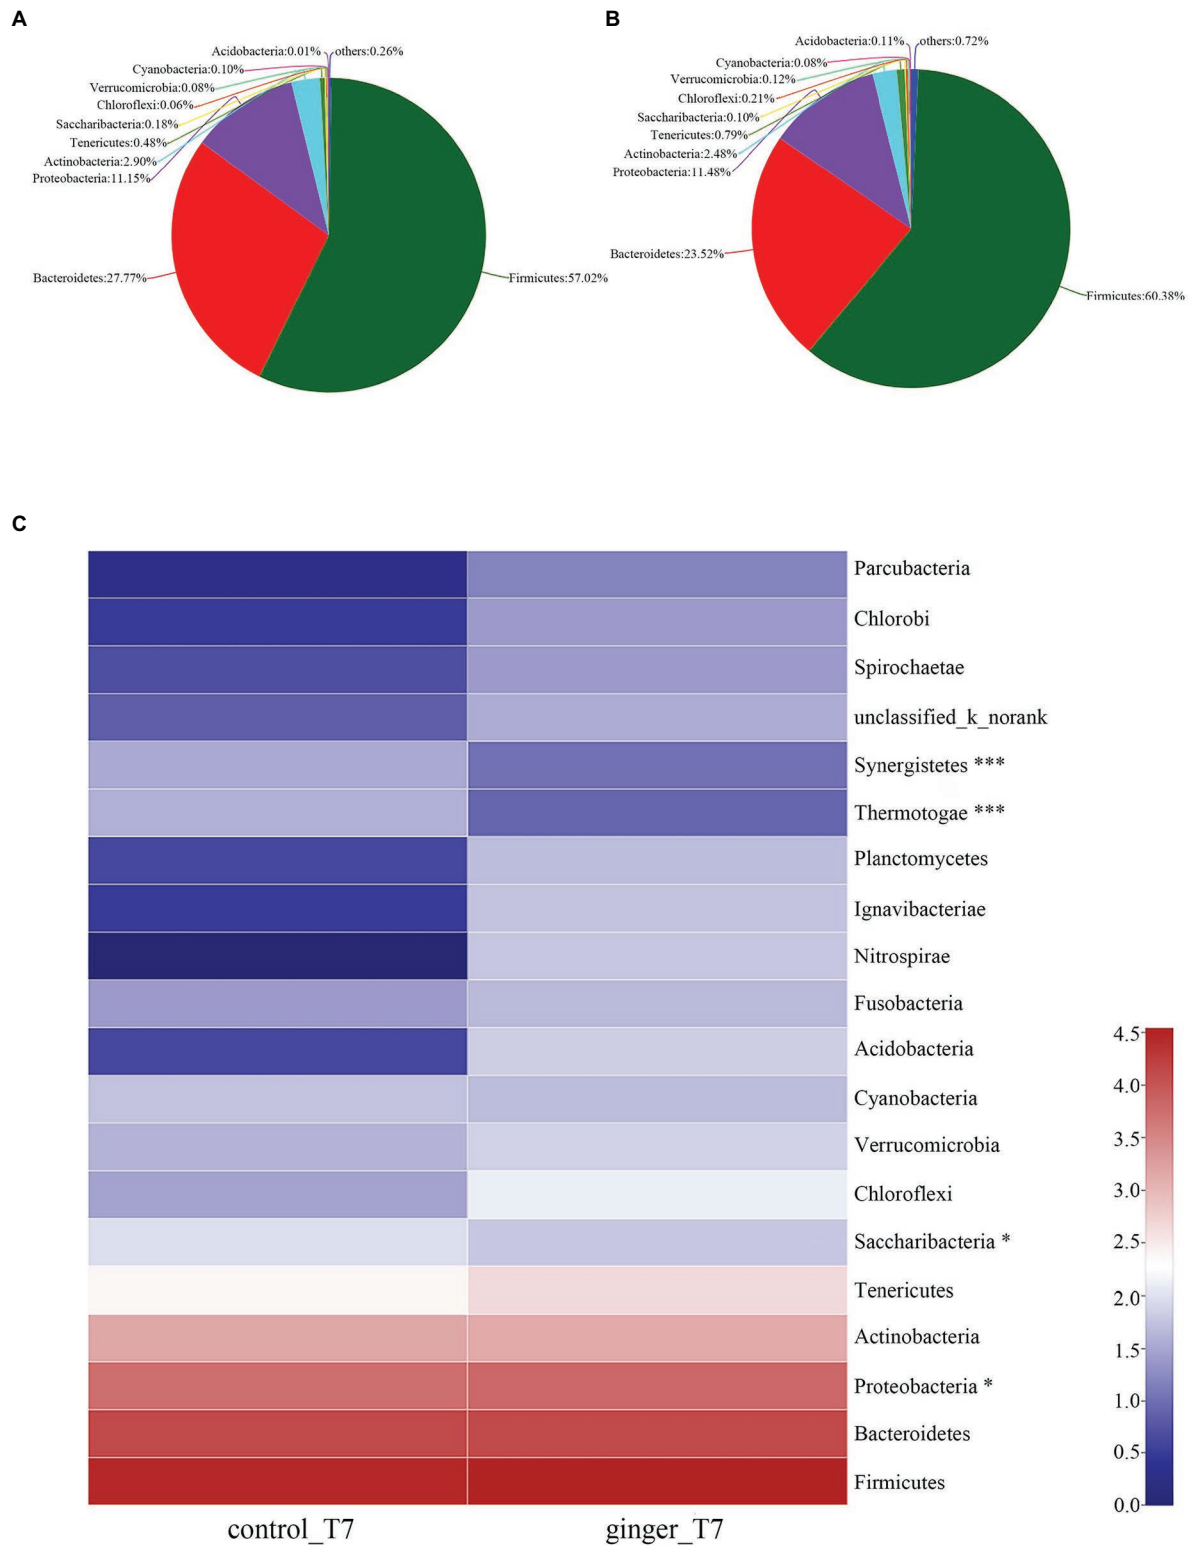 A
Acidobacteria:0.01%
others:0.26%
Cyanobacteria:0.10%
Verrucomicrobia:0.08%
Chloroflexi:0.06%
Saccharibacteria:0.18%
Tenericutes:0.48%
Actinobacteria:2.90%
Proteobacteria:11.15%
Bacteroidetes:27.77%
Firmicutes:57.02%
B
Acidobacteria:0.11%
others:0.72%
Cyanobacteria:0.08%
Verrucomicrobia:0.12%
Chloroflexi:0.21%
Saccharibacteria:0.10%
Tenericutes:0.79%
Actinobacteria:2.48%
Proteobacteria:11.48%
Bacteroidetes:23.52%
Firmicutes:60.38%
C
Parcubacteria
Chlorobi
Spirochaetae
unclassified_k_norank
Synergistetes ***
Thermotogae ***
Planctomycetes
Ignavibacteriae
Nitrospirae
Fusobacteria
Acidobacteria
Cyanobacteria
Verrucomicrobia
Chloroflexi
Saccharibacteria *
Tenericutes
Actinobacteria
Proteobacteria *
Bacteroidetes
Firmicutes
control_T7
ginger_T7
4.5
4.0
3.5
3.0
2.5
2.0
1.5
1.0
0.5
0.0